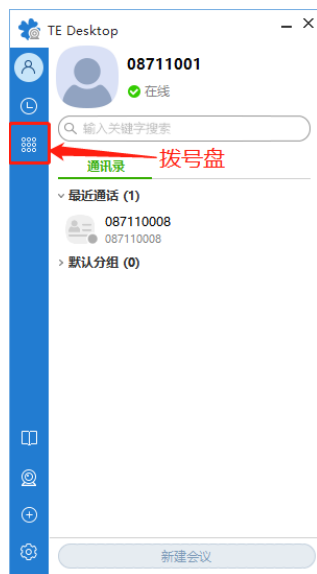 TE Desktop
08711001
在线
输入关键字搜索
拨号盘
通讯录
最近通话 (1)
087110008
087110008
默认分组 (0)
新建会议